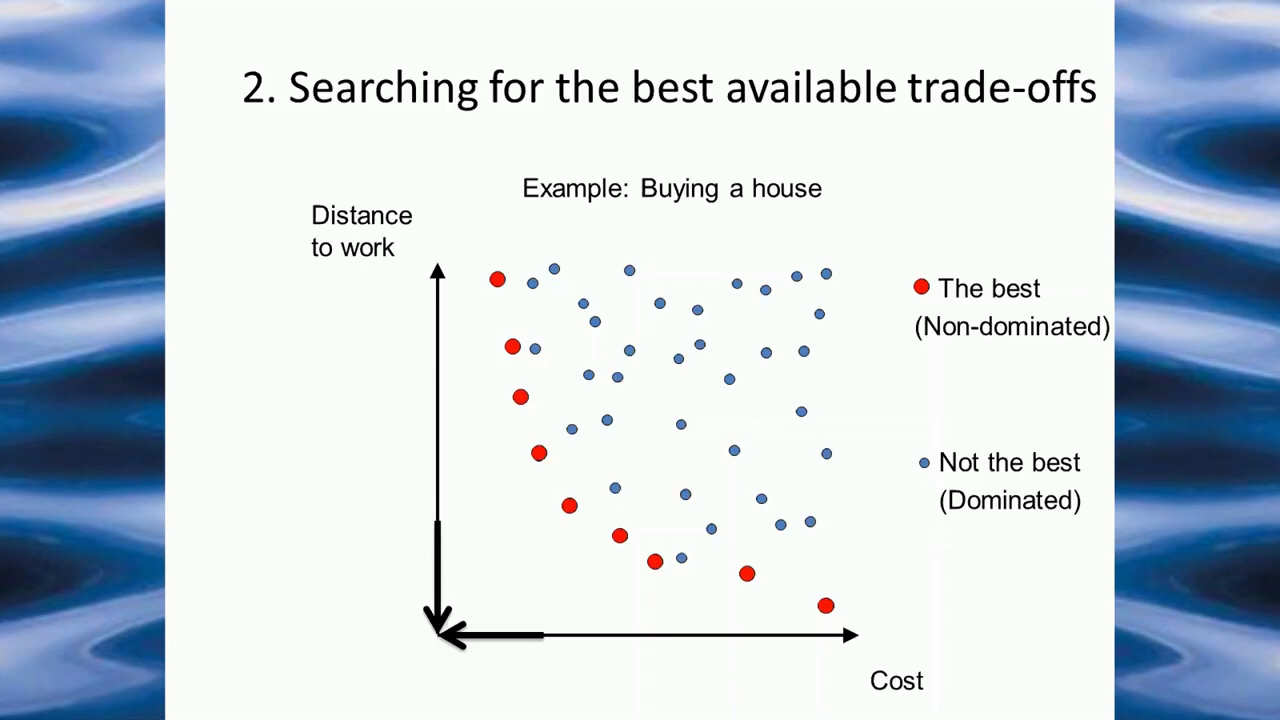 2. Searching for the best available trade-offs
Example: Buying a house
Distance
to work
The best
(Non-dominated)
Not the best
(Dominated)
Cost